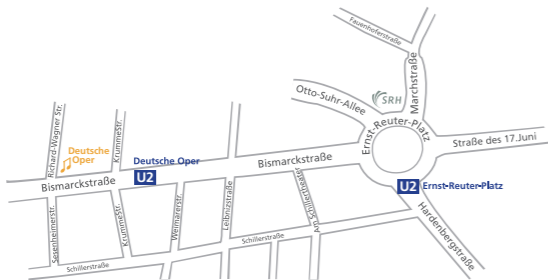 Fauenhoferstraße
Marchstraße
Otto-Suhr-Allee
SRH
Ernst-Reuter-Platz
Straße des 17.Juni
Richard-Wagner Str.
KrummeStr.
Deutsche
Oper
Deutsche Oper
U2
Bismarckstraße
Bismarckstraße
U2
Ernst-Reuter-Platz
Sesenheimerstr.
KrummeStr.
Weimarerstr.
Leibnizstraße
Am Schillertheater
Hardenbergstraße
Schillerstraße
Schillerstraße